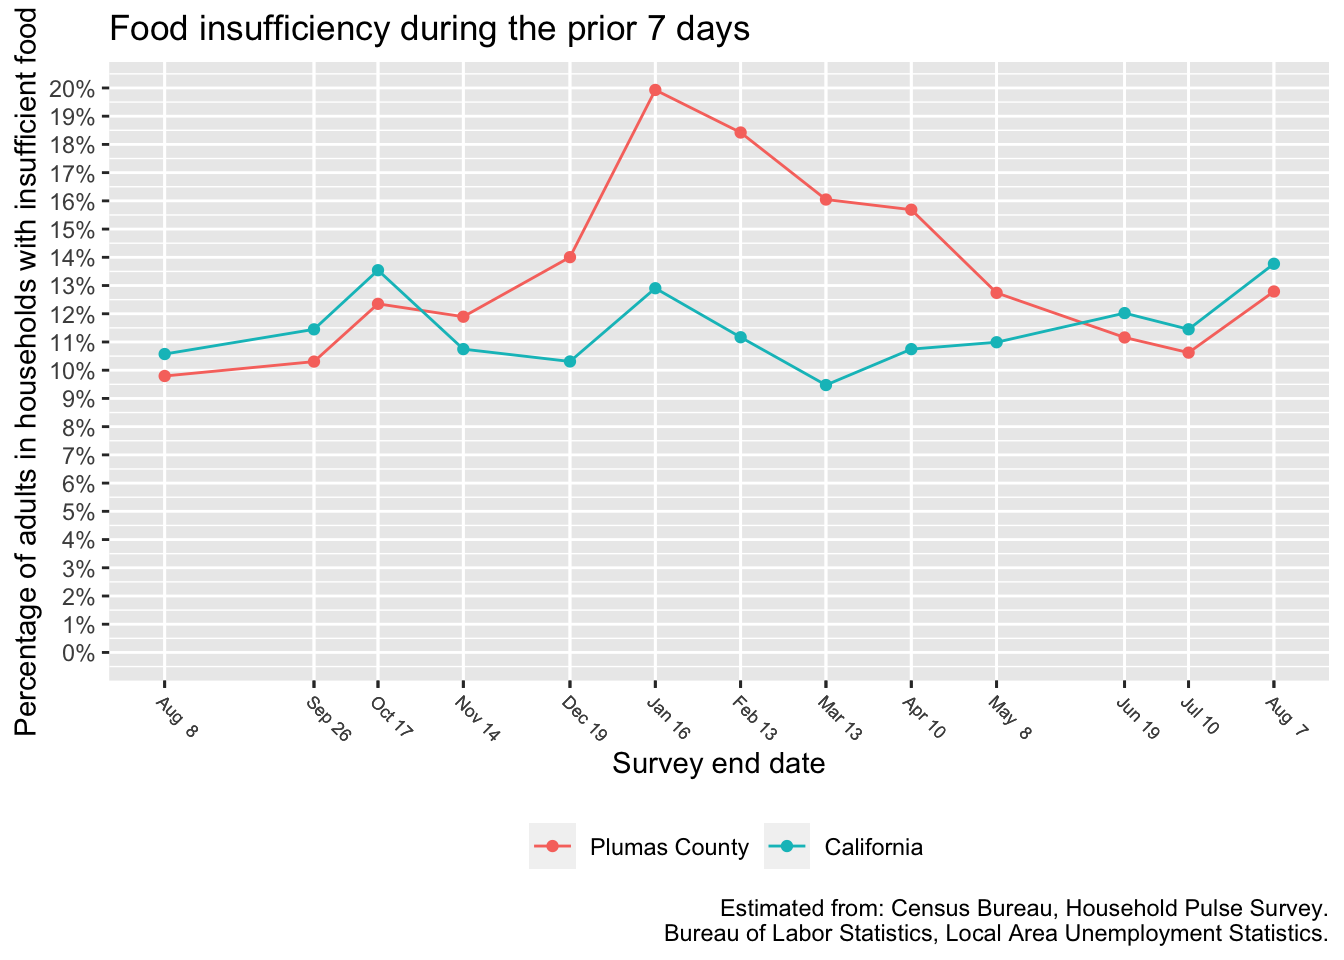 Food insufficiency during the prior 7 days
Percentage of adults in households with insufficient food
20%
19%
18%
17%
16%
15%
14%
13%
12%
11%
10%
9%
8%
7%
6%
5%
4%
3%
2%
1%
0%
Aug 8
Sep 26
Oct 17
Nov 14
Dec 19
Jan 16
Feb 13
Mar 13
Apr 10
May 8
Jun 19
Jul 10
Aug 7
Survey end date
Plumas County
California
Estimated from: Census Bureau, Household Pulse Survey.
Bureau of Labor Statistics, Local Area Unemployment Statistics.